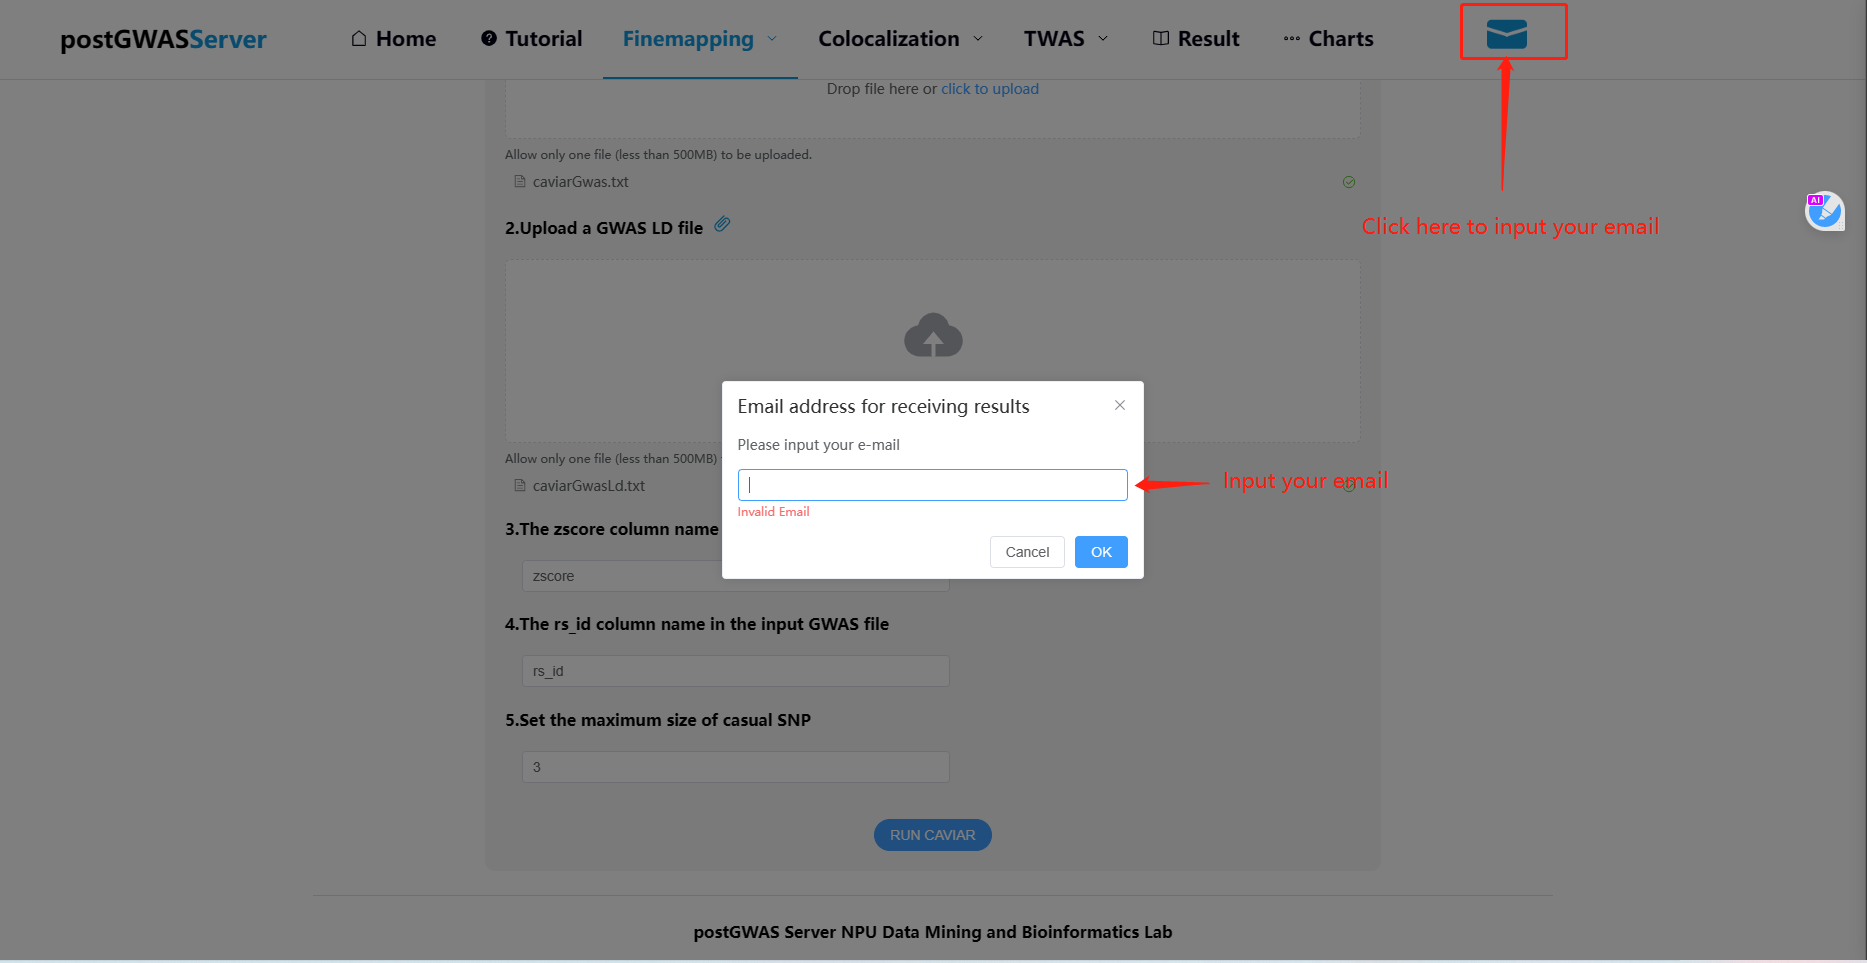 postGWASServer
Home
Tutorial
Finemapping
Colocalization
TWAS
Result
Charts
Drop file here or click to upload
Allow only one file (less than 500MB) to be uploaded.
caviarGwas.txt
Click here to input your email
AI
2.Upload a GWAS LD file
Email address for receiving results
Please input your e-mail
Allow only one file (less than 500MB)
caviarGwasLd.txt
Input your email
Invalid Email
3.The zscore column name
Cancel
OK
zscore
4.The rs_id column name in the input GWAS file
rs_id
5.Set the maximum size of casual SNP
3
RUN CAVIAR
postGWAS Server NPU Data Mining and Bioinformatics Lab